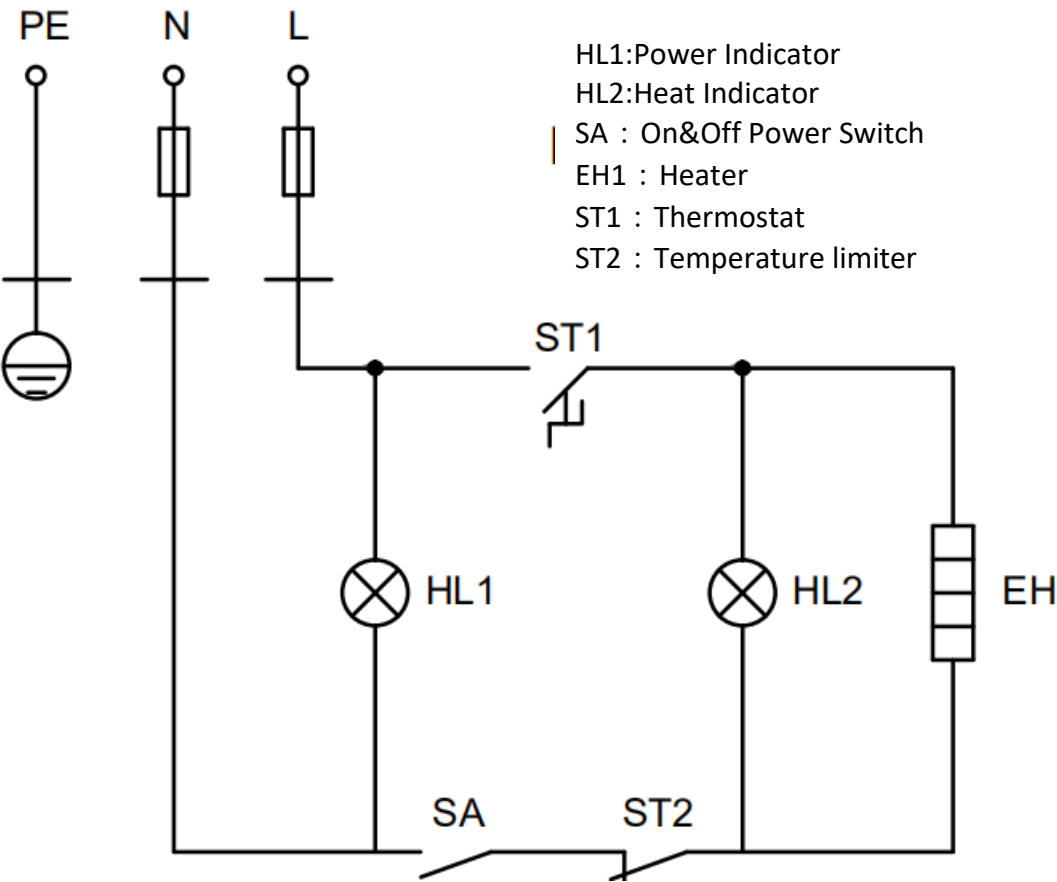 PE N L
HL1:Power Indicator
HL2:Heat Indicator
SA：On&Off Power Switch
EH1：Heater
ST1：Thermostat
ST2：Temperature limiter
ST1
HL1 HL2 EH
SA ST2